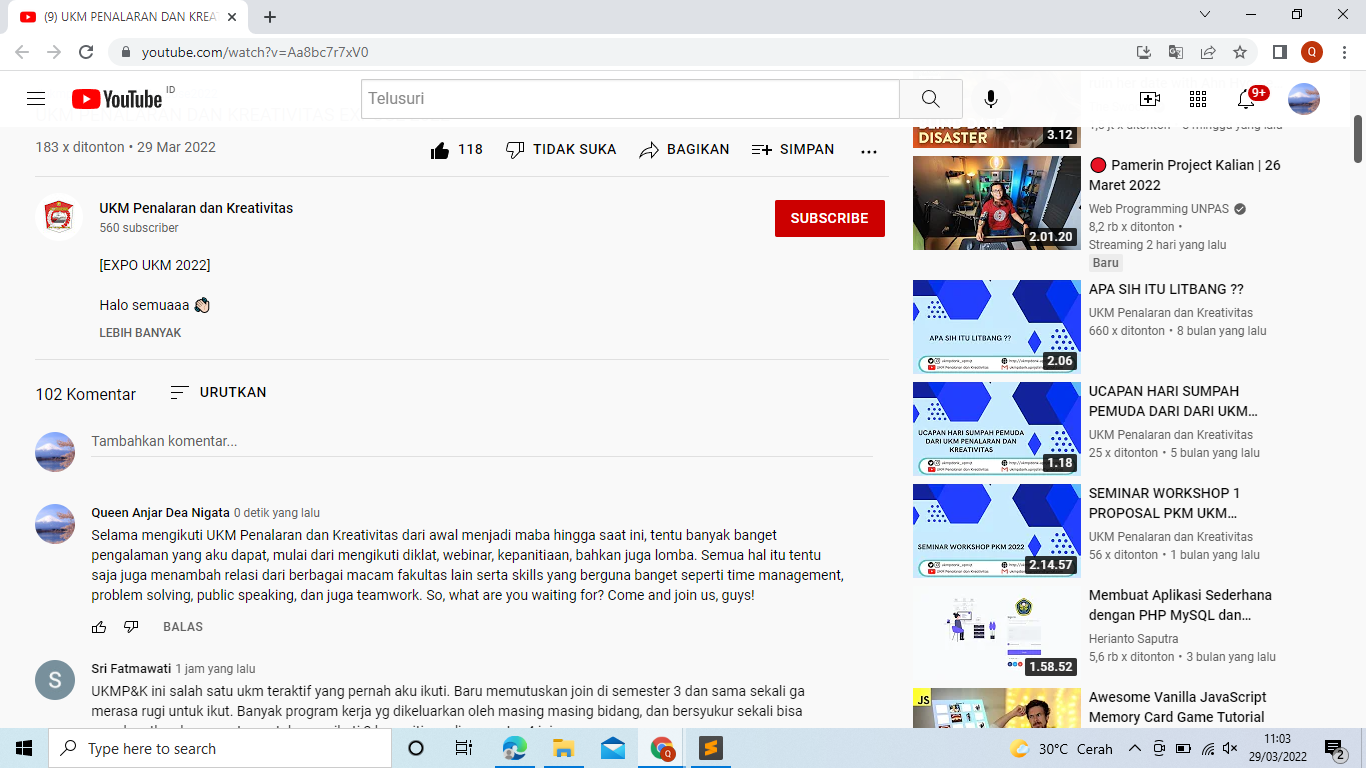 (9) UKM PENALARAN DAN KREA
youtube.com/watch?v=Aa8bc7r7xV0
Q
YouTube
ID
Telusuri
9+
183 x ditonton • 29 Mar 2022
118
TIDAK SUKA
BAGIKAN
SIMPAN
UKM Penalaran dan Kreativitas
560 subscriber
SUBSCRIBE
[EXPO UKM 2022]
Halo semuaaa
LEBIH BANYAK
102 Komentar
URUTKAN
Tambahkan komentar...
Queen Anjar Dea Nigata 0 detik yang lalu
Selama mengikuti UKM Penalaran dan Kreativitas dari awal menjadi maba hingga saat ini, tentu banyak banget
pengalaman yang aku dapat, mulai dari mengikuti diklat, webinar, kepanitiaan, bahkan juga lomba. Semua hal itu tentu
saja juga menambah relasi dari berbagai macam fakultas lain serta skills yang berguna banget seperti time management,
problem solving, public speaking, dan juga teamwork. So, what are you waiting for? Come and join us, guys!
BALAS
S
Sri Fatmawati 1 jam yang lalu
UKMP&K ini salah satu ukm teraktif yang pernah aku ikuti. Baru memutuskan join di semester 3 dan sama sekali ga
merasa rugi untuk ikut. Banyak program kerja yg dikeluarkan oleh masing masing bidang, dan bersyukur sekali bisa
DISASTER
3.12
2.01.20
Pamerin Project Kalian | 26
Maret 2022
Web Programming UNPAS
8,2 rb x ditonton •
Streaming 2 hari yang lalu
Baru
APA SIH ITU LITBANG ??
2.06
APA SIH ITU LITBANG ??
UKM Penalaran dan Kreativitas
660 x ditonton • 8 bulan yang lalu
UCAPAN HARI SUMPAH PEMUDA
DARI UKM PENALARAN DAN
KREATIVITAS
1.18
UCAPAN HARI SUMPAH
PEMUDA DARI DARI UKM...
UKM Penalaran dan Kreativitas
25 x ditonton • 5 bulan yang lalu
SEMINAR WORKSHOP PKM 2022
2.14.57
SEMINAR WORKSHOP 1
PROPOSAL PKM UKM...
UKM Penalaran dan Kreativitas
56 x ditonton • 1 bulan yang lalu
1.58.52
Membuat Aplikasi Sederhana
dengan PHP MySQL dan...
Herianto Saputra
5,6 rb x ditonton • 3 bulan yang lalu
JS
Awesome Vanilla JavaScript
Memory Card Game Tutorial
Type here to search
Q
30°C Cerah
11:03
29/03/2022
2